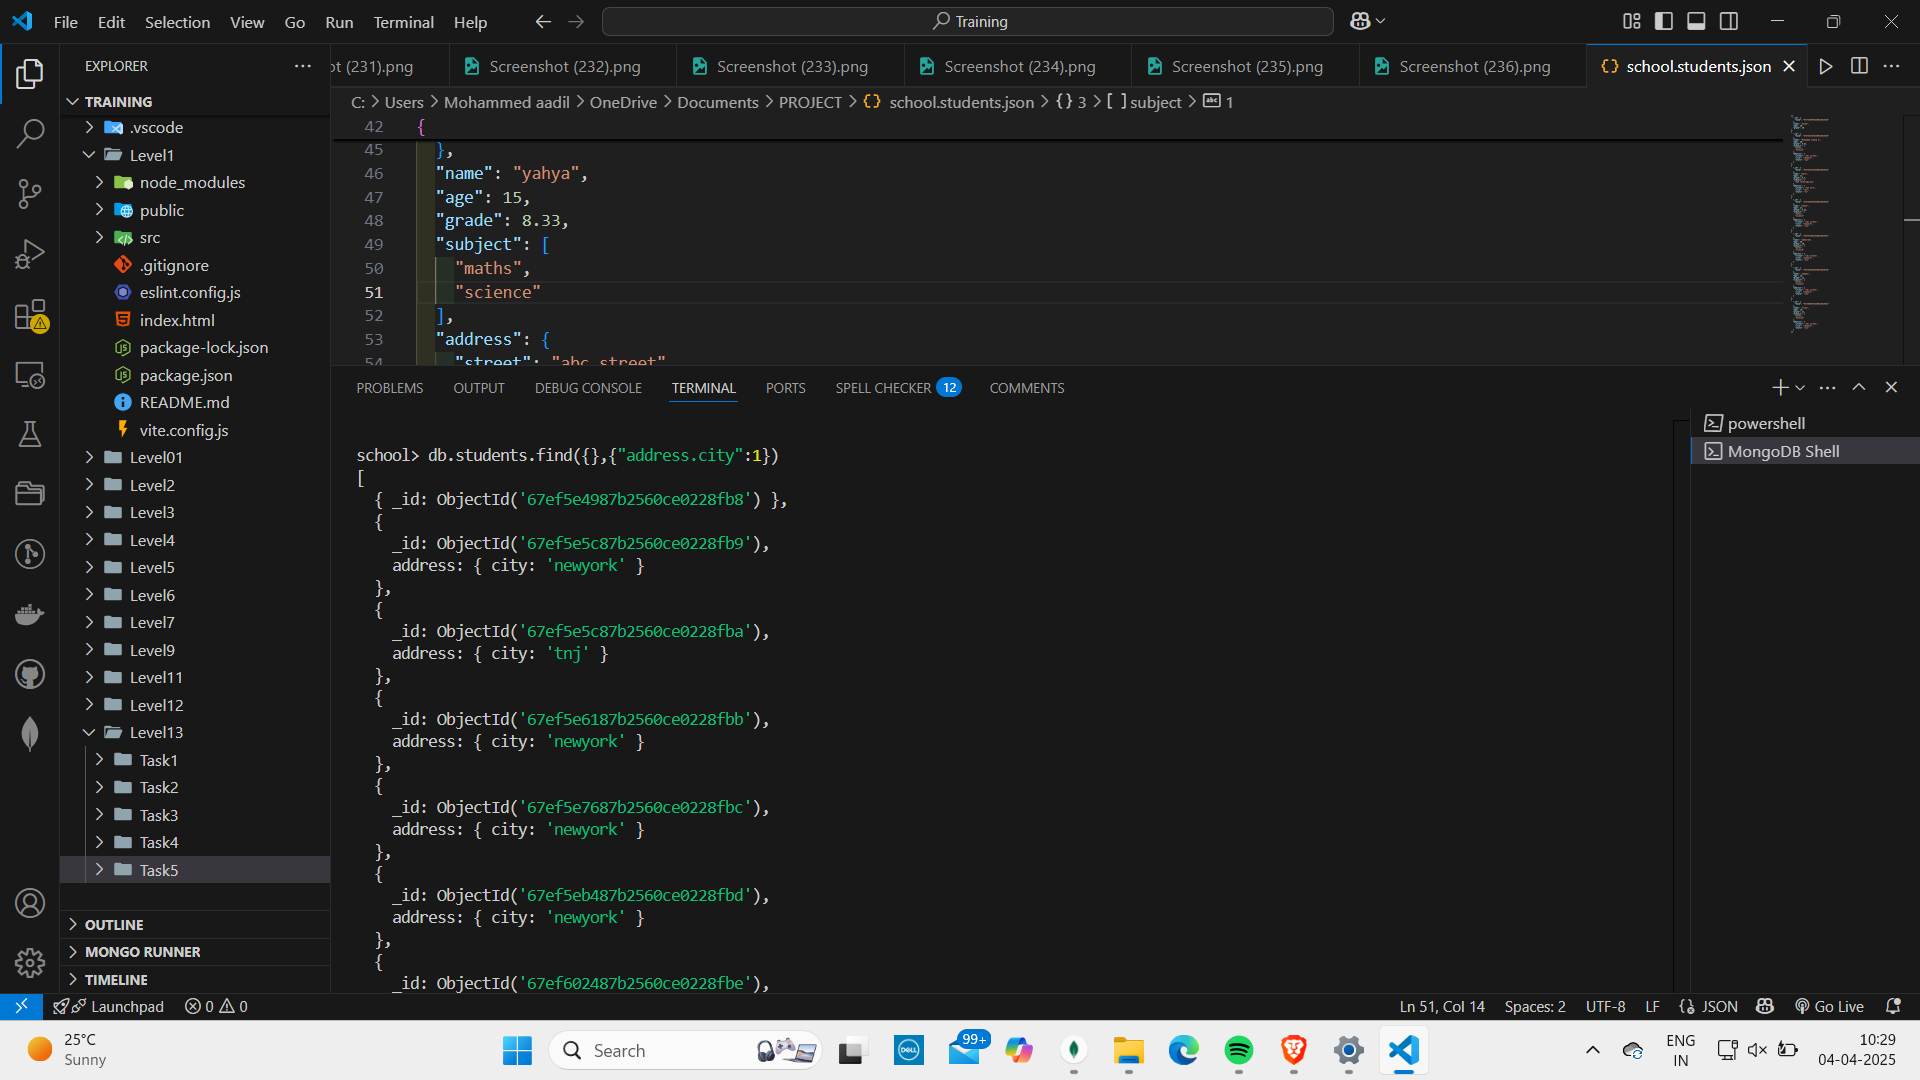 File Edit Selection View Go Run Terminal Help
Training
EXPLORER
ot (231).png
Screenshot (232).png
Screenshot (233).png
Screenshot (234).png
Screenshot (235).png
Screenshot (236).png
{} school.students.json
TRAINING
.vscode
Level1
node_modules
public
src
.gitignore
eslint.config.js
index.html
package-lock.json
package.json
README.md
vite.config.js
Level01
Level2
Level3
Level4
Level5
Level6
Level7
Level9
Level11
Level12
Level13
Task1
Task2
Task3
Task4
Task5
OUTLINE
MONGO RUNNER
TIMELINE
C: > Users > Mohammed aadil > OneDrive > Documents > PROJECT > {} school.students.json > {} 3 > [ ] subject > abc 1
42 {
45 },
46 "name": "yahya",
47 "age": 15,
48 "grade": 8.33,
49 "subject": [
50 "maths",
51 "science"
52 ],
53 "address": {
54 "street": "abc street"
PROBLEMS OUTPUT DEBUG CONSOLE TERMINAL PORTS SPELL CHECKER 12 COMMENTS
powershell
MongoDB Shell
school> db.students.find({},{"address.city":1})
[
{ _id: ObjectId('67ef5e4987b2560ce0228fb8') },
{
_id: ObjectId('67ef5e5c87b2560ce0228fb9'),
address: { city: 'newyork' }
},
{
_id: ObjectId('67ef5e5c87b2560ce0228fba'),
address: { city: 'tnj' }
},
{
_id: ObjectId('67ef5e6187b2560ce0228fbb'),
address: { city: 'newyork' }
},
{
_id: ObjectId('67ef5e7687b2560ce0228fbc'),
address: { city: 'newyork' }
},
{
_id: ObjectId('67ef5eb487b2560ce0228fbd'),
address: { city: 'newyork' }
},
{
_id: ObjectId('67ef602487b2560ce0228fbe'),
Launchpad 0 0
Ln 51, Col 14 Spaces: 2 UTF-8 LF {} JSON Go Live
25°C
Sunny
Search
DELL
99+
ENG
IN
10:29
04-04-2025